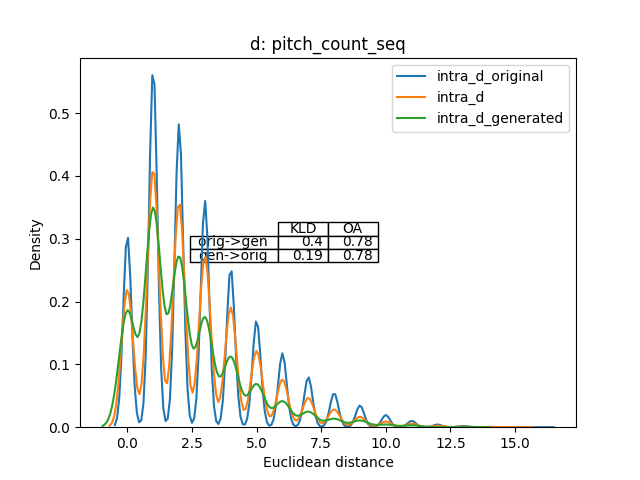 d: pitch_count_seq
intra_d_original
intra_d
intra_d_generated
KLD OA
orig->gen 0.4 0.78
gen->orig 0.19 0.78
Density
0.5
0.4
0.3
0.2
0.1
0.0
0.0 2.5 5.0 7.5 10.0 12.5 15.0
Euclidean distance